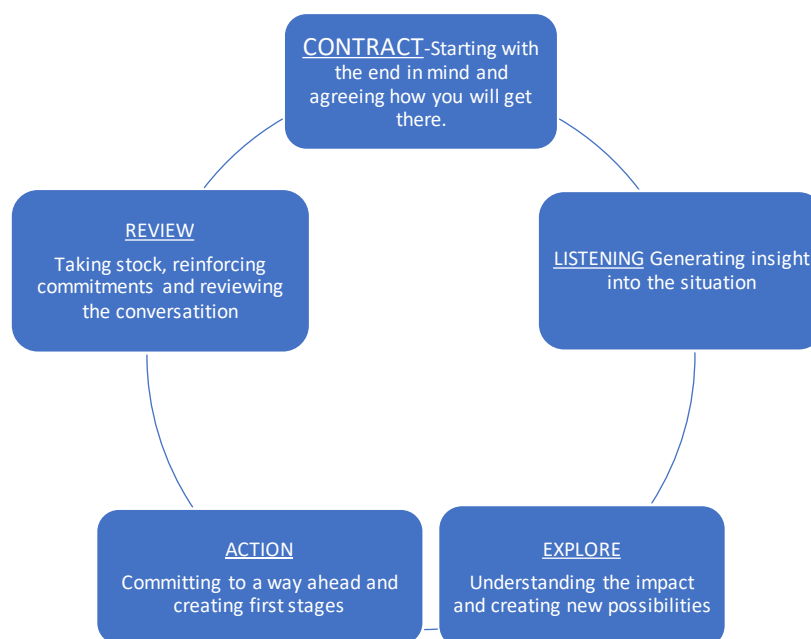 CONTRACT-Starting with
the end in mind and
agreeing how you will get
there.
LISTENING Generating insight
into the situation
EXPLORE
Understanding the impact
and creating new possibilities
ACTION
Committing to a way ahead and
creating first stages
REVIEW
Taking stock, reinforcing
commitments and reviewing
the conversatition